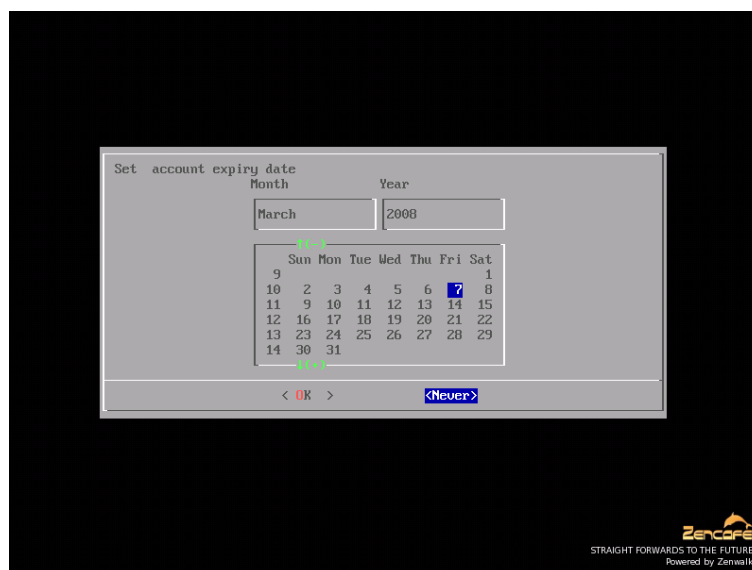 Set  account expiry date
Month Year
March 2008
↑(-)
Sun Mon Tue Wed Thu Fri Sat
9 1
10 2 3 4 5 6 7 8
11 9 10 11 12 13 14 15
12 16 17 18 19 20 21 22
13 23 24 25 26 27 28 29
14 30 31
↓(+)
< OK > <Never>
Zencafe
STRAIGHT FORWARDS TO THE FUTURE
Powered by Zenwalk